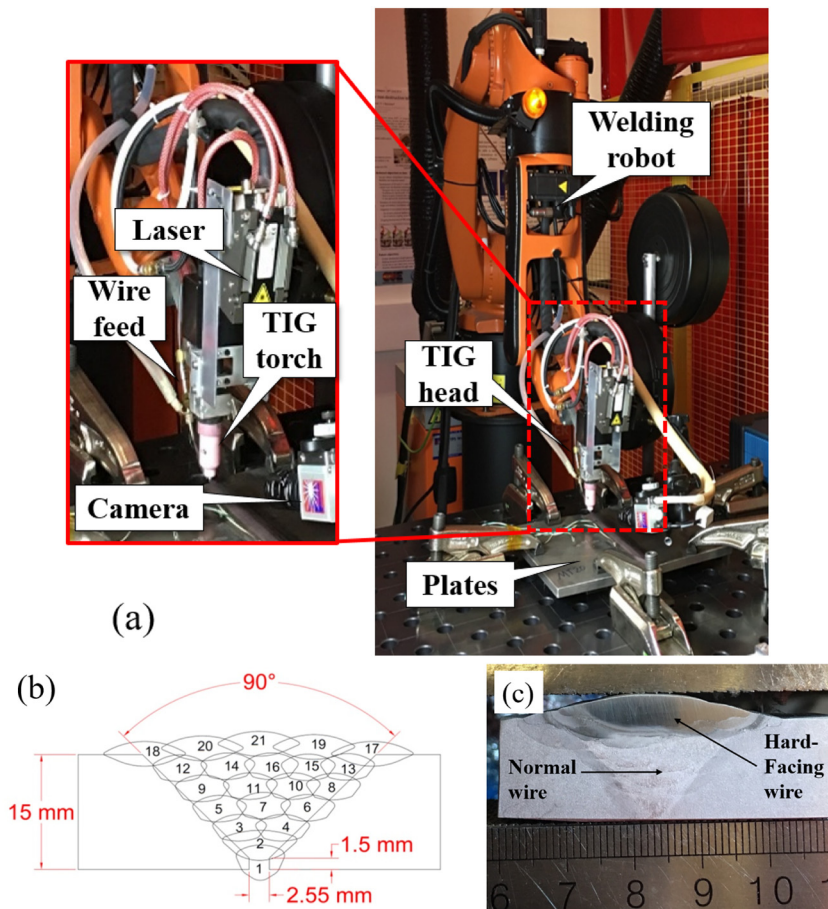 Laser
Wire
feed
TIG
torch
Camera
Welding
robot
TIG
head
Plates
(a)
(b)
90°
21
20
19
18
17
14
16
15
12
13
9
11
10
8
5
7
6
3
4
2
1
15 mm
1.5 mm
2.55 mm
(c)
Normal
wire
Hard-
Facing
wire
6 7 8 9 10 1